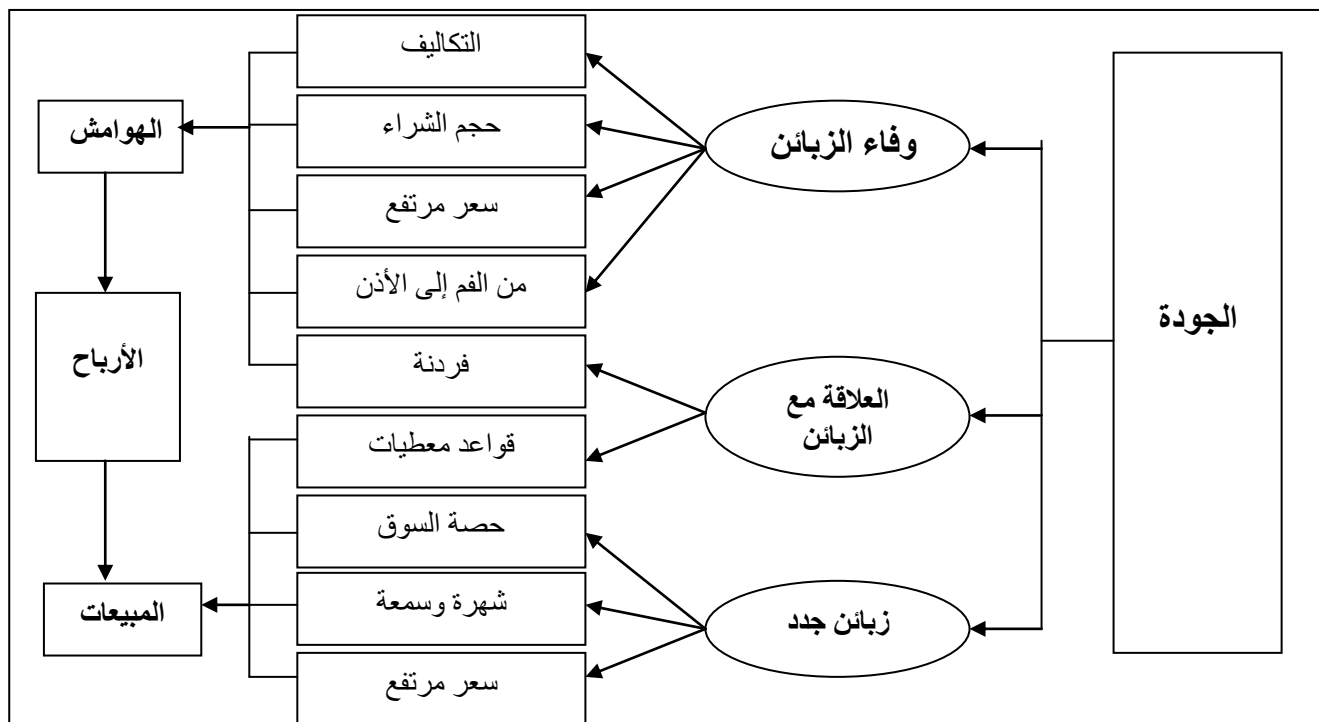 الجودة
وفاء الزبائن
العلاقة مع
الزبائن
زبائن جدد
التكاليف
حجم الشراء
سعر مرتفع
من الفم إلى الأذن
فردنة
قواعد معطيات
حصة السوق
شهرة وسمعة
سعر مرتفع
الهوامش
الأرباح
المبيعات